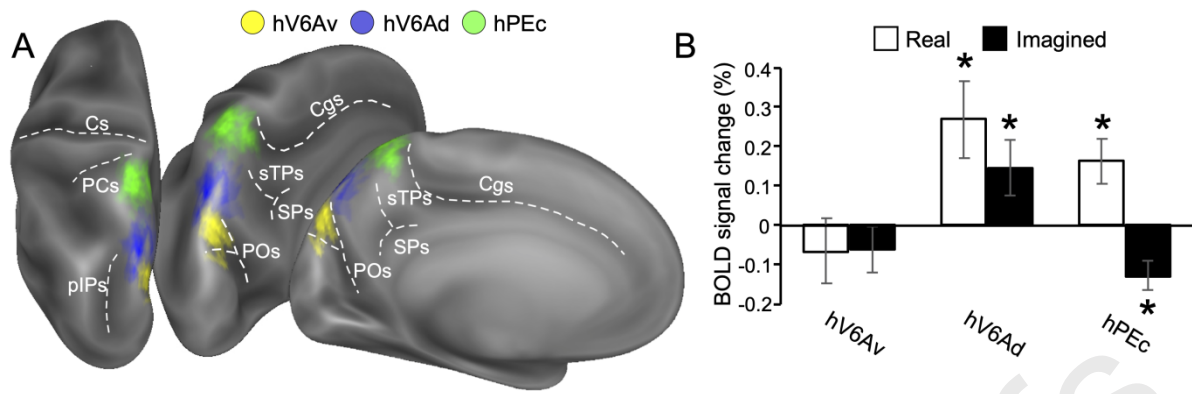 A
hV6Av hV6Ad hPEc
Cs
PCs
pIPs
Cgs
sTPs
SPs
POs
Cgs
sTPs
SPs
POs
B
Real Imagined
BOLD signal change (%)
0.4
0.3
0.2
0.1
0
-0.1
-0.2
*
*
*
*
hV6Av
hV6Ad
hPEc